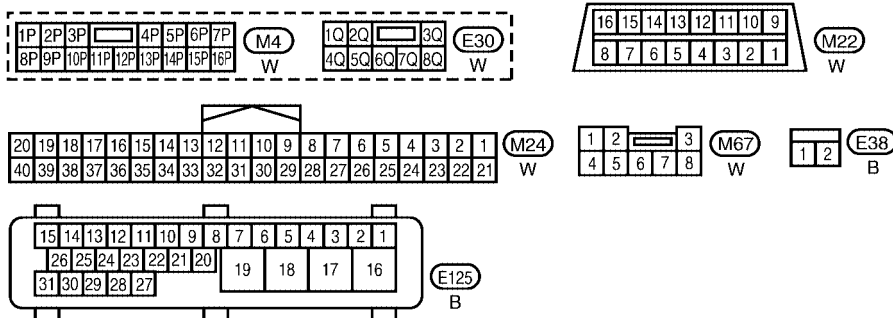 1P 2P 3P 4P 5P 6P 7P M4
8P 9P 10P 11P 12P 13P 14P 15P 16P W
1Q 2Q 3Q E30
4Q 5Q 6Q 7Q 8Q W
16 15 14 13 12 11 10 9 M22
8 7 6 5 4 3 2 1 W
20 19 18 17 16 15 14 13 12 11 10 9 8 7 6 5 4 3 2 1 M24
40 39 38 37 36 35 34 33 32 31 30 29 28 27 26 25 24 23 22 21 W
1 2 3 M67
4 5 6 7 8 W
1 2 E38
B
15 14 13 12 11 10 9 8 7 6 5 4 3 2 1
26 25 24 23 22 21 20 19 18 17 16 E125
31 30 29 28 27 B